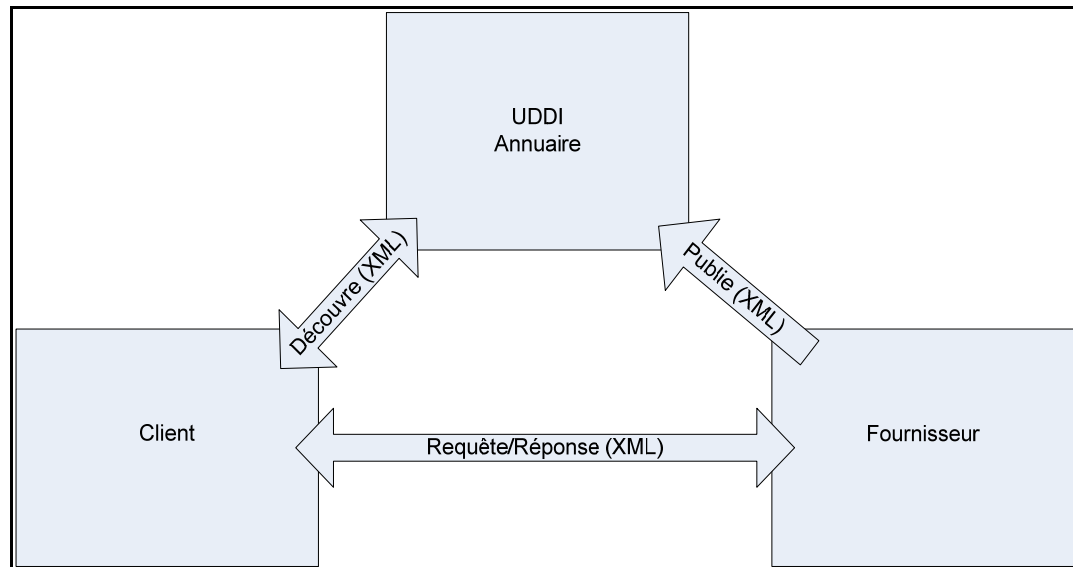 UDDI
Annuaire
Découvre (XML)
Publie (XML)
Client
Requête/Réponse (XML)
Fournisseur